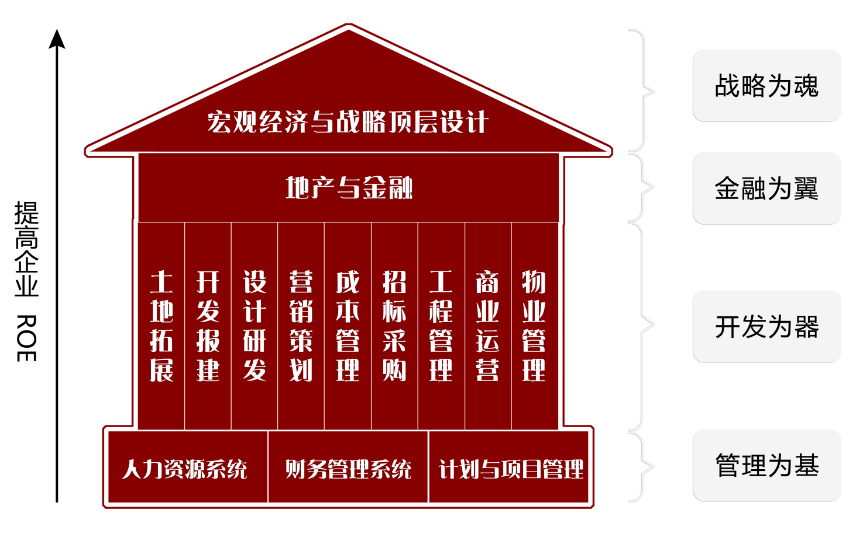 宏观经济与战略顶层设计
地产与金融
土地拓展
开发报建
设计研发
营销策划
成本管理
招标采购
工程管理
商业运营
物业管理
人力资源系统
财务管理系统
计划与项目管理
提高企业 ROE
战略为魂
金融为翼
开发为器
管理为基